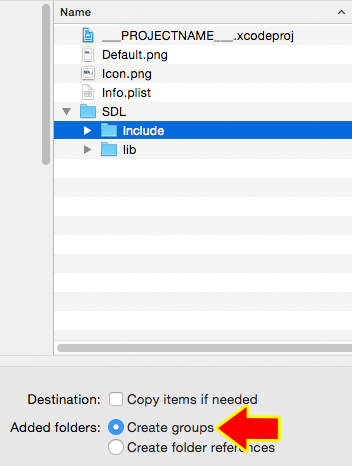 Name
___PROJECTNAME___.xcodeproj
Default.png
Icon.png
Info.plist
SDL
include
lib
Destination: Copy items if needed
Added folders: Create groups
Create folder references